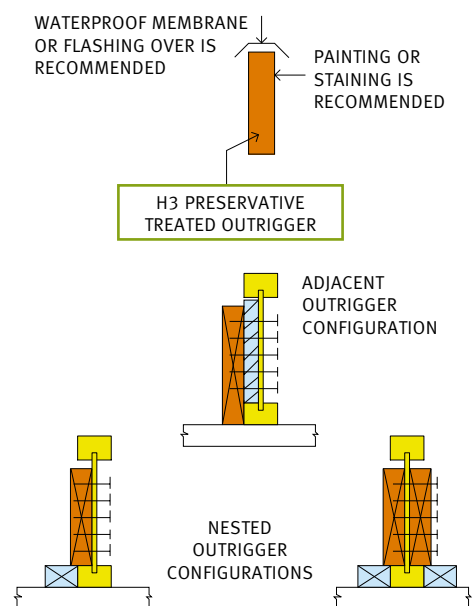 WATERPROOF MEMBRANE
OR FLASHING OVER IS
RECOMMENDED
PAINTING OR
STAINING IS
RECOMMENDED
H3 PRESERVATIVE
TREATED OUTRIGGER
ADJACENT
OUTRIGGER
CONFIGURATION
NESTED
OUTRIGGER
CONFIGURATIONS